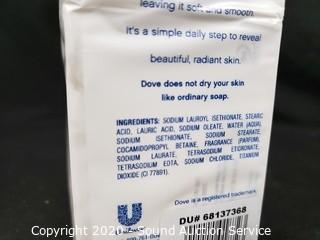 leaving it soft and smooth.
it's a simple daily step to reveal
beautiful, radiant skin.
Dove does not dry your skin
like ordinary soap.
INGREDIENTS: SODIUM LAUROYL ISETHIONATE, STEARIC
ACID, LAURIC ACID, SODIUM OLEATE, WATER (AQUA),
SODIUM ISETHIONATE, SODIUM STEARATE,
COCAMIDOPROPYL BETAINE, FRAGRANCE (PARFUM),
SODIUM LAURATE, TETRASODIUM ETIDRONATE,
TETRASODIUM EDTA, SODIUM CHLORIDE, TITANIUM
DIOXIDE (CI 77891).
Dove is a registered trademark
DU# 68137368
Unilever
Copyright 2020 - Sound Auction Service